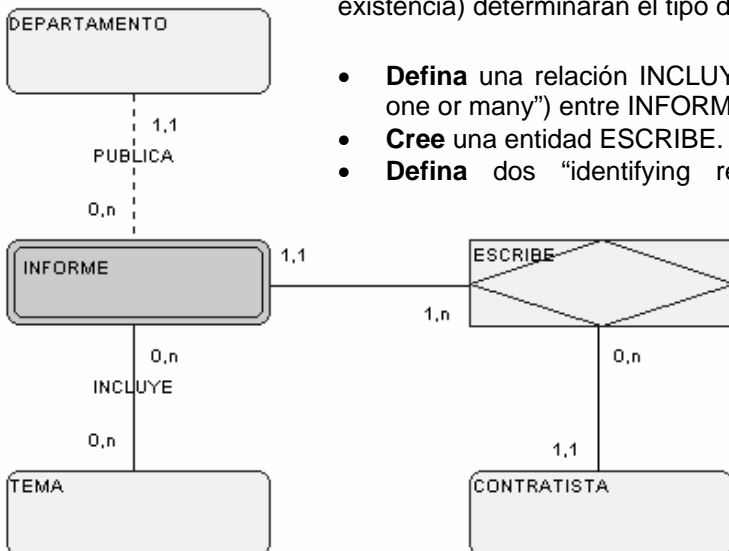 existencia) determinarán el tipo d
DEPARTAMENTO
• Defina una relación INCLUY
one or many”) entre INFORM
• Cree una entidad ESCRIBE.
• Defina dos “identifying re
1,1
PUBLICA
0,n
INFORME
1,1
ESCRIBE
1,n
0,n
INCLUYE
0,n
0,n
1,1
TEMA
CONTRATISTA